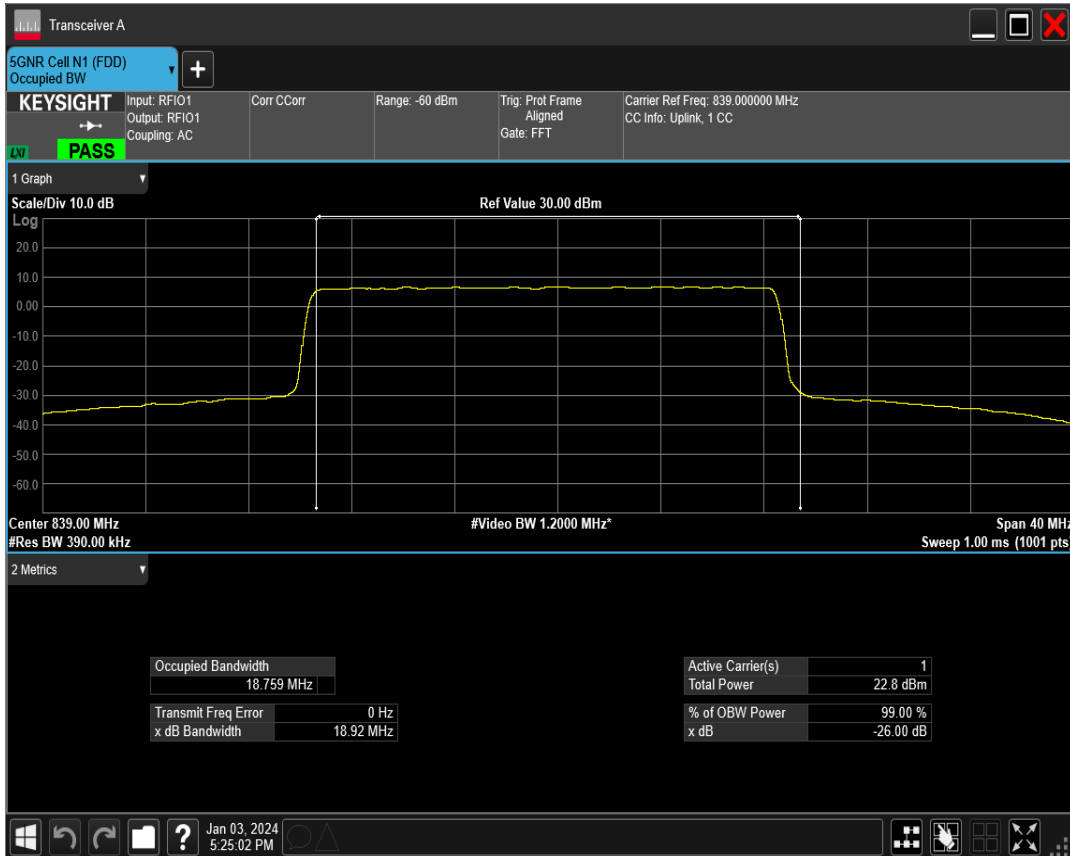 Transceiver A
5GNR Cell N1 (FDD)
Occupied BW
+
KEYSIGHT
LXI
PASS
Input: RFIO1
Output: RFIO1
Coupling: AC
Corr CCorr
Range: -60 dBm
Trig: Prot Frame
Aligned
Gate: FFT
Carrier Ref Freq: 839.000000 MHz
CC Info: Uplink, 1 CC
1 Graph
Scale/Div 10.0 dB
Ref Value 30.00 dBm
Log
20.0
10.0
0.00
-10.0
-20.0
-30.0
-40.0
-50.0
-60.0
Center 839.00 MHz
#Video BW 1.2000 MHz*
Span 40 MHz
#Res BW 390.00 kHz
Sweep 1.00 ms (1001 pts)
2 Metrics
Occupied Bandwidth
18.759 MHz
Transmit Freq Error 0 Hz
x dB Bandwidth 18.92 MHz
Active Carrier(s) 1
Total Power 22.8 dBm
% of OBW Power 99.00 %
x dB -26.00 dB
?
Jan 03, 2024
5:25:02 PM